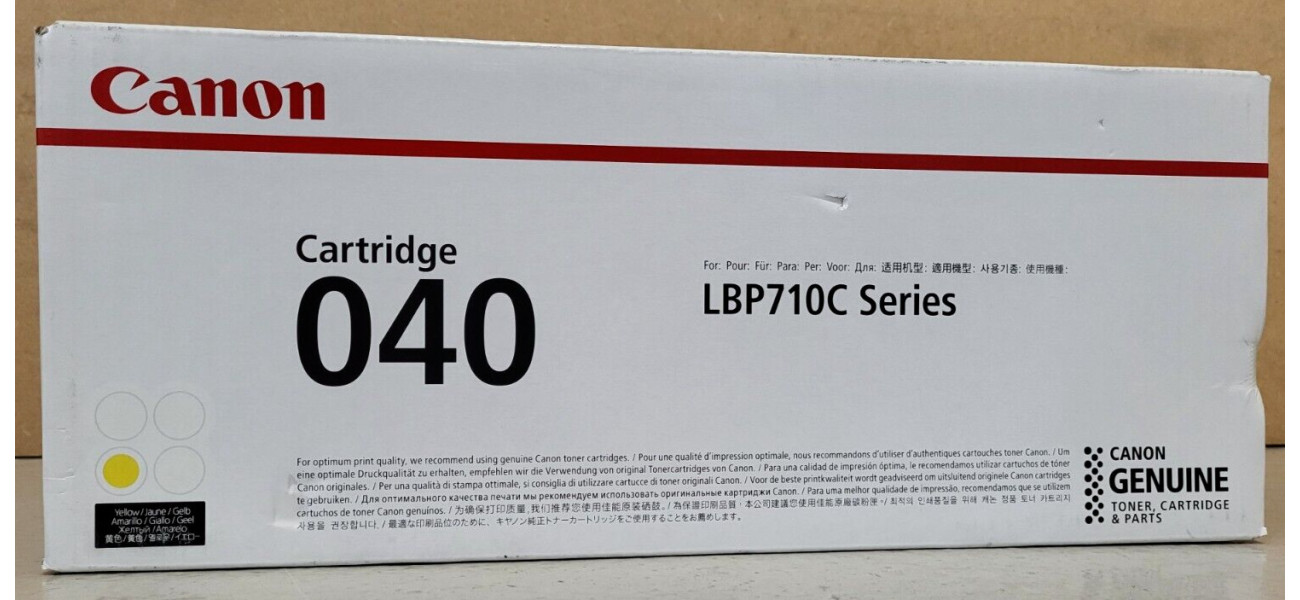 Canon
Cartridge
040
For: Pour: Für: Para: Per: Voor: Для: 适用机型: 適用機型: 사용기종: 使用機種:
LBP710C Series
Yellow / Jaune / Gelb
Amarillo / Giallo / Geel
Желтый / Amarelo
黄色 / 黃色 / 옐로우 / イエロー
For optimum print quality, we recommend using genuine Canon toner cartridges. / Pour une qualité d'impression optimale, nous recommandons d'utiliser d'authentiques cartouches toner Canon. / Um
eine optimale Druckqualität zu erhalten, empfehlen wir die Verwendung von original Tonercartridges von Canon. / Para una calidad de impresión óptima, le recomendamos utilizar cartuchos de tóner
Canon originales. / Per una qualità di stampa ottimale, si consiglia di utilizzare cartucce di toner originali Canon. / Voor de beste printkwaliteit wordt geadviseerd om uitsluitend originele Canon cartridges
te gebruiken. / Для оптимального качества печати мы рекомендуем использовать оригинальные картриджи Canon. / Para uma melhor qualidade de impressão, recomendamos que se utilizem
cartuchos de toner Canon genuínos. / 为确保打印质量,我们推荐您使用佳能原装硒鼓。/ 為保證印刷品質,本公司建議您使用佳能原廠碳粉匣。/ 최적의 인쇄품질을 위해 캐논 정품 토너 카트리지
사용을 권장합니다. / 最適な印刷品位のために、キヤノン純正トナーカートリッジをご使用することをお薦めします。
CANON
GENUINE
TONER, CARTRIDGE
& PARTS